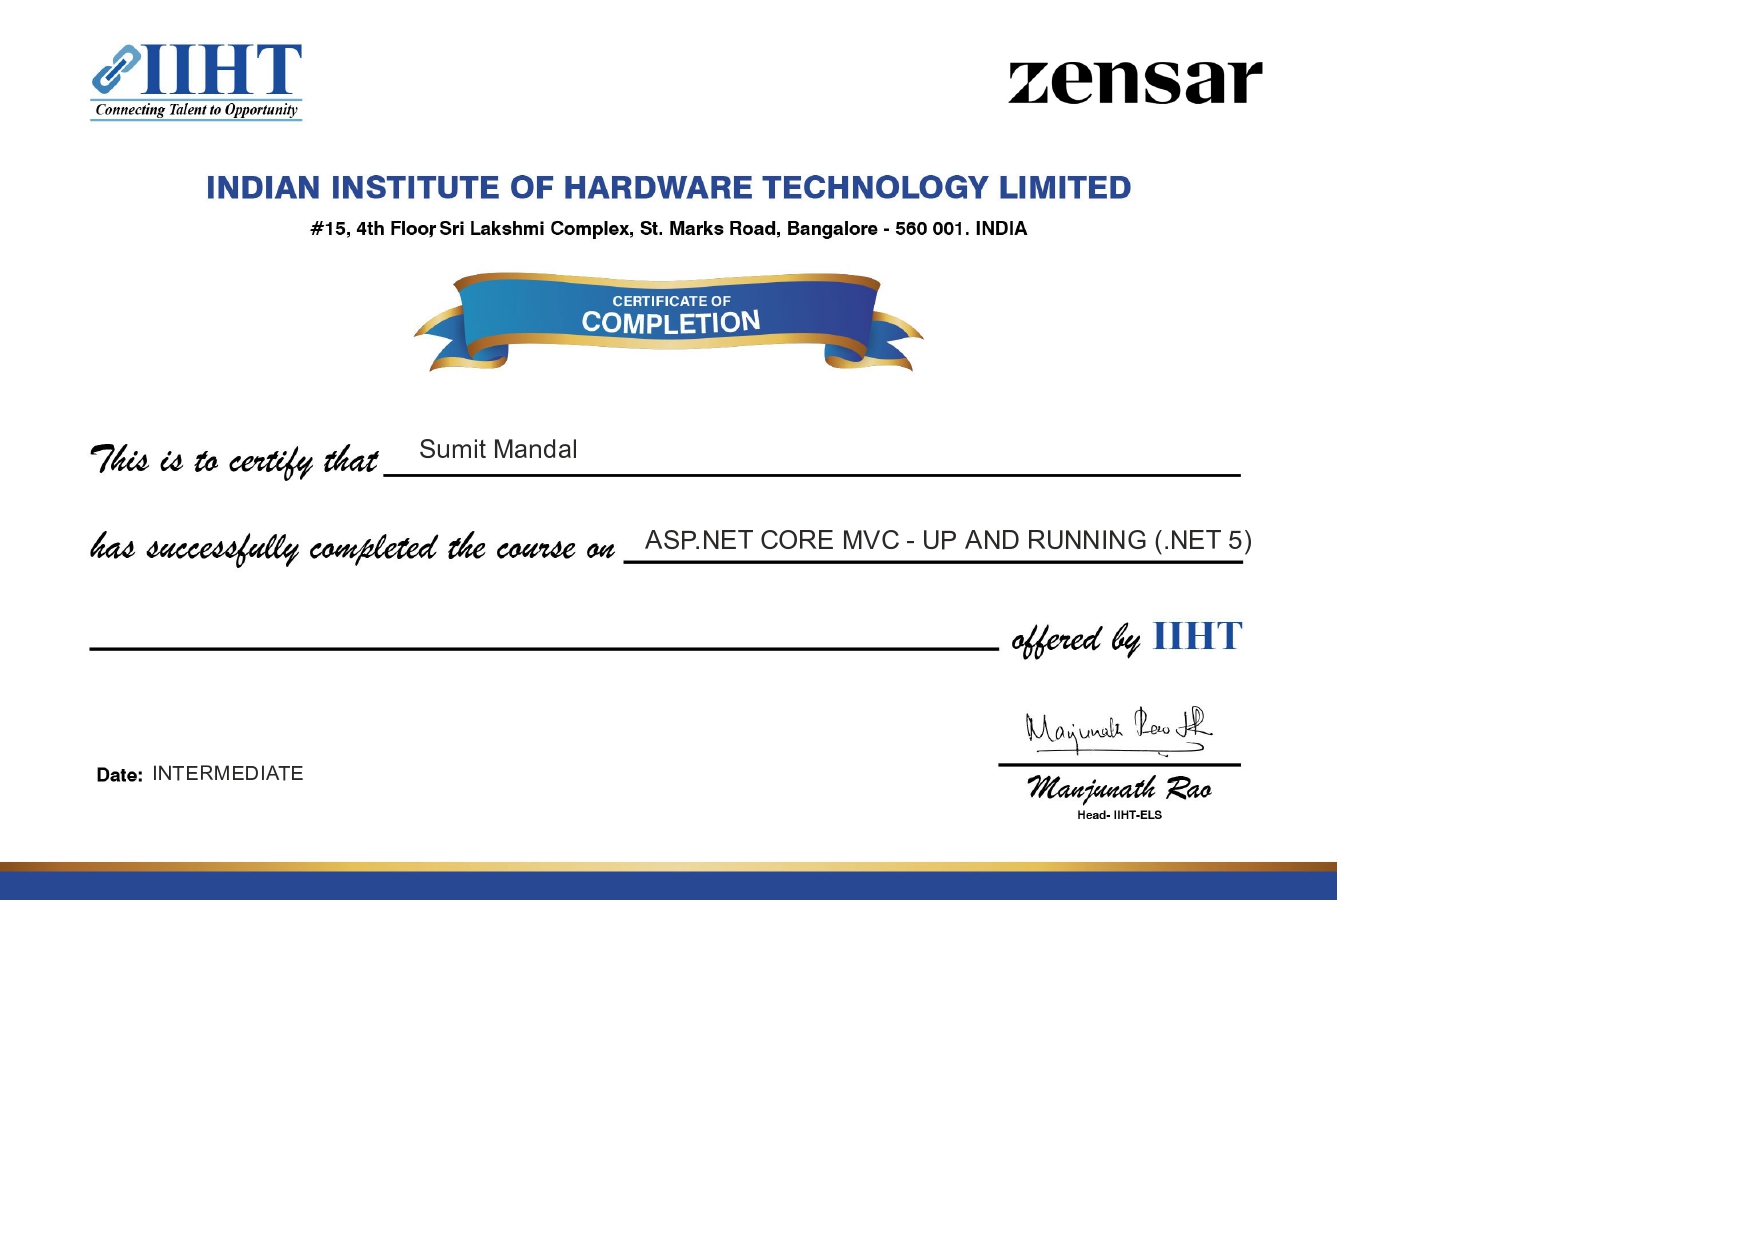 IIHT
Connecting Talent to Opportunity
zensar
INDIAN INSTITUTE OF HARDWARE TECHNOLOGY LIMITED
#15, 4th Floor, Sri Lakshmi Complex, St. Marks Road, Bangalore - 560 001. INDIA
CERTIFICATE OF
COMPLETION
This is to certify that Sumit Mandal
has successfully completed the course on ASP.NET CORE MVC - UP AND RUNNING (.NET 5)
offered by IIHT
Manjunath Rao
Date: INTERMEDIATE
Manjunath Rao
Head- IIHT-ELS